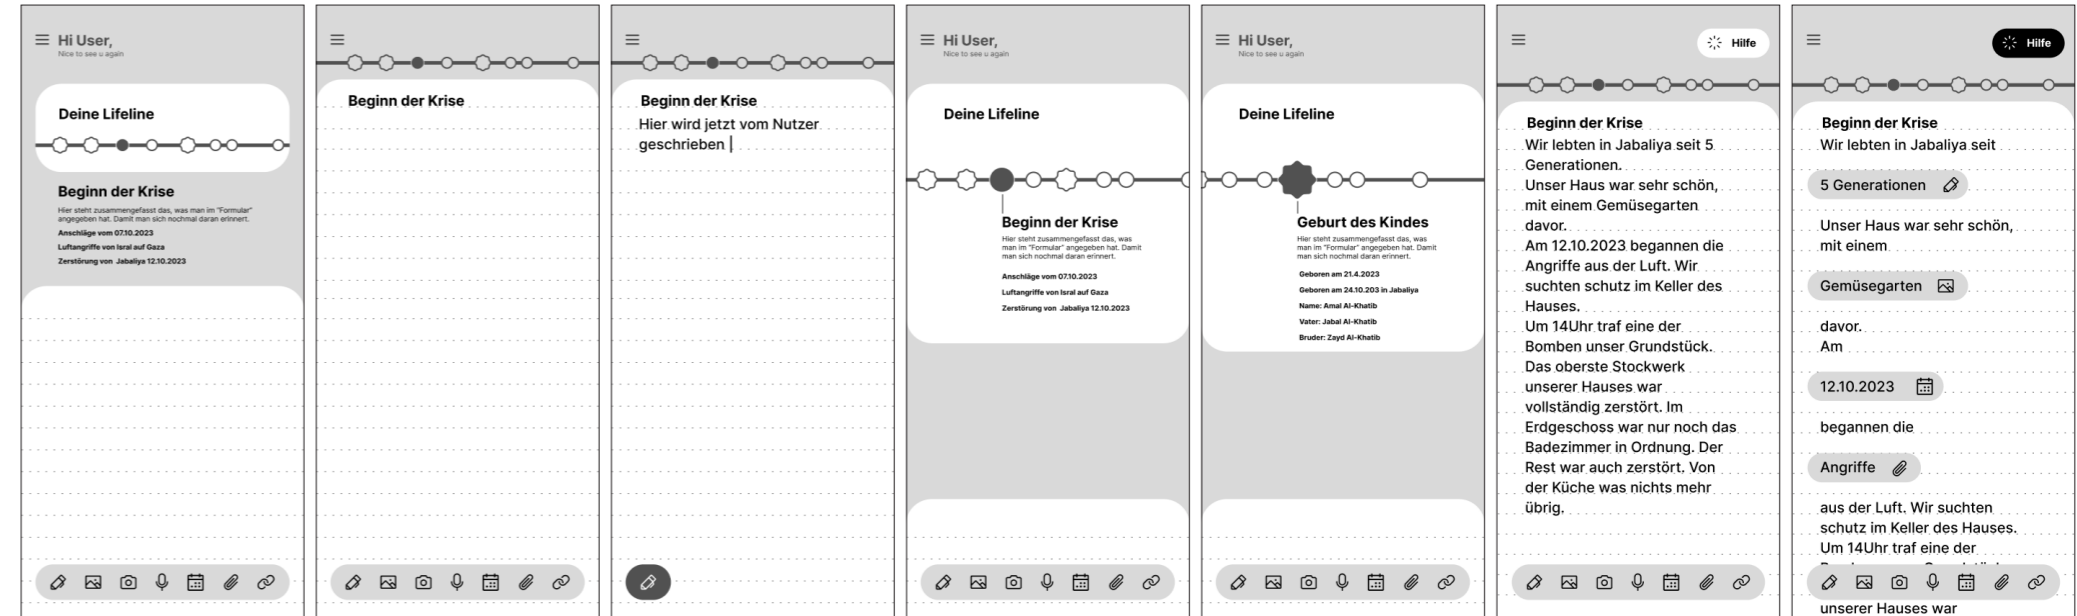 Hi User,
Nice to see u again
Deine Lifeline
Beginn der Krise
Hier steht zusammengefasst das, was man im "Formular"
angegeben hat. Damit man sich nochmal daran erinnert.
Anschläge vom 07.10.2023
Luftangriffe von Isral auf Gaza
Zerstörung von Jabaliya 12.10.2023
Beginn der Krise
Beginn der Krise
Hier wird jetzt vom Nutzer
geschrieben |
Hi User,
Nice to see u again
Deine Lifeline
Beginn der Krise
Hier steht zusammengefasst das, was
man im "Formular" angegeben hat. Damit
man sich nochmal daran erinnert.
Anschläge vom 07.10.2023
Luftangriffe von Isral auf Gaza
Zerstörung von Jabaliya 12.10.2023
Hi User,
Nice to see u again
Deine Lifeline
Geburt des Kindes
Hier steht zusammengefasst das, was
man im "Formular" angegeben hat. Damit
man sich nochmal daran erinnert.
Geboren am 21.4.2023
Geboren am 24.10.203 in Jabaliya
Name: Amal Al-Khatib
Vater: Jabal Al-Khatib
Bruder: Zayd Al-Khatib
Hilfe
Beginn der Krise
Wir lebten in Jabaliya seit 5
Generationen.
Unser Haus war sehr schön,
mit einem Gemüsegarten
davor.
Am 12.10.2023 begannen die
Angriffe aus der Luft. Wir
suchten schutz im Keller des
Hauses.
Um 14Uhr traf eine der
Bomben unser Grundstück.
Das oberste Stockwerk
unserer Hauses war
vollständig zerstört. Im
Erdgeschoss war nur noch das
Badezimmer in Ordnung. Der
Rest war auch zerstört. Von
der Küche was nichts mehr
übrig.
Hilfe
Beginn der Krise
Wir lebten in Jabaliya seit
5 Generationen
Unser Haus war sehr schön,
mit einem
Gemüsegarten
davor.
Am
12.10.2023
begannen die
Angriffe
aus der Luft. Wir suchten
schutz im Keller des Hauses.
Um 14Uhr traf eine der
unserer Hauses war